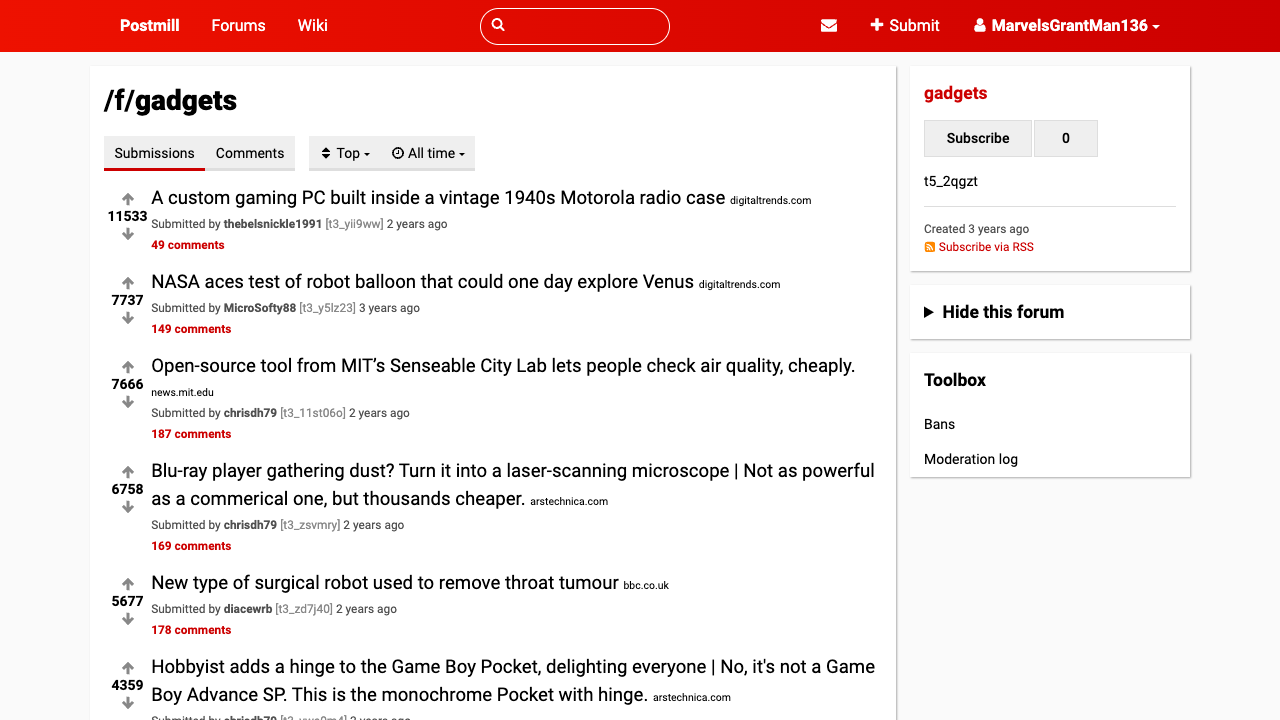 Postmill Forums Wiki Submit MarvelsGrantMan136
/f/gadgets
Submissions Comments Top All time
A custom gaming PC built inside a vintage 1940s Motorola radio case digitaltrends.com
11533
Submitted by thebelsnickle1991 [t3_yii9ww] 2 years ago
49 comments
NASA aces test of robot balloon that could one day explore Venus digitaltrends.com
7737
Submitted by MicroSofty88 [t3_y5lz23] 3 years ago
149 comments
Open-source tool from MIT’s Senseable City Lab lets people check air quality, cheaply.
7666
news.mit.edu
Submitted by chrisdh79 [t3_11st06o] 2 years ago
187 comments
Blu-ray player gathering dust? Turn it into a laser-scanning microscope | Not as powerful
6758
as a commerical one, but thousands cheaper. arstechnica.com
Submitted by chrisdh79 [t3_zsvmry] 2 years ago
169 comments
New type of surgical robot used to remove throat tumour bbc.co.uk
5677
Submitted by diacewrb [t3_zd7j40] 2 years ago
178 comments
Hobbyist adds a hinge to the Game Boy Pocket, delighting everyone | No, it's not a Game
4359
Boy Advance SP. This is the monochrome Pocket with hinge. arstechnica.com
gadgets
Subscribe 0
t5_2qgzt
Created 3 years ago
Subscribe via RSS
Hide this forum
Toolbox
Bans
Moderation log